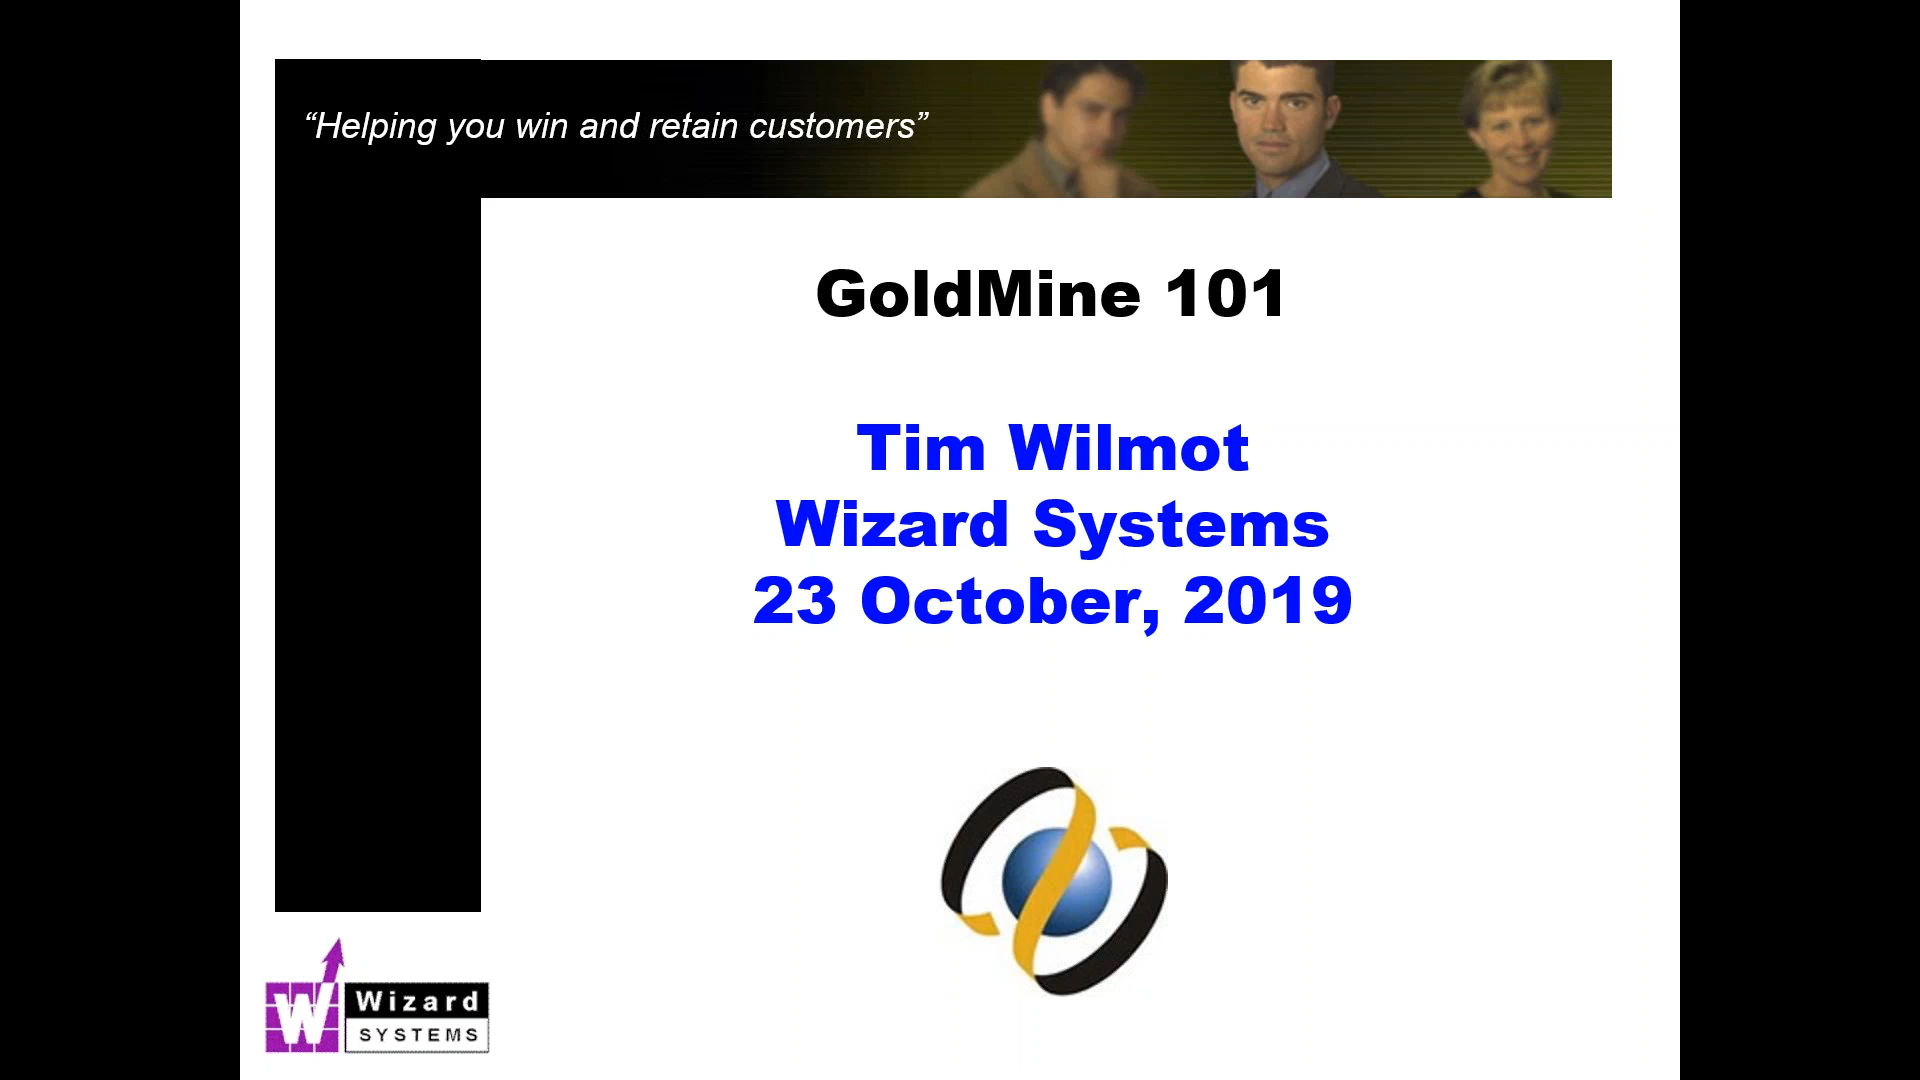 “Helping you win and retain customers”
GoldMine 101
Tim Wilmot
Wizard Systems
23 October, 2019
W Wizard
SYSTEMS